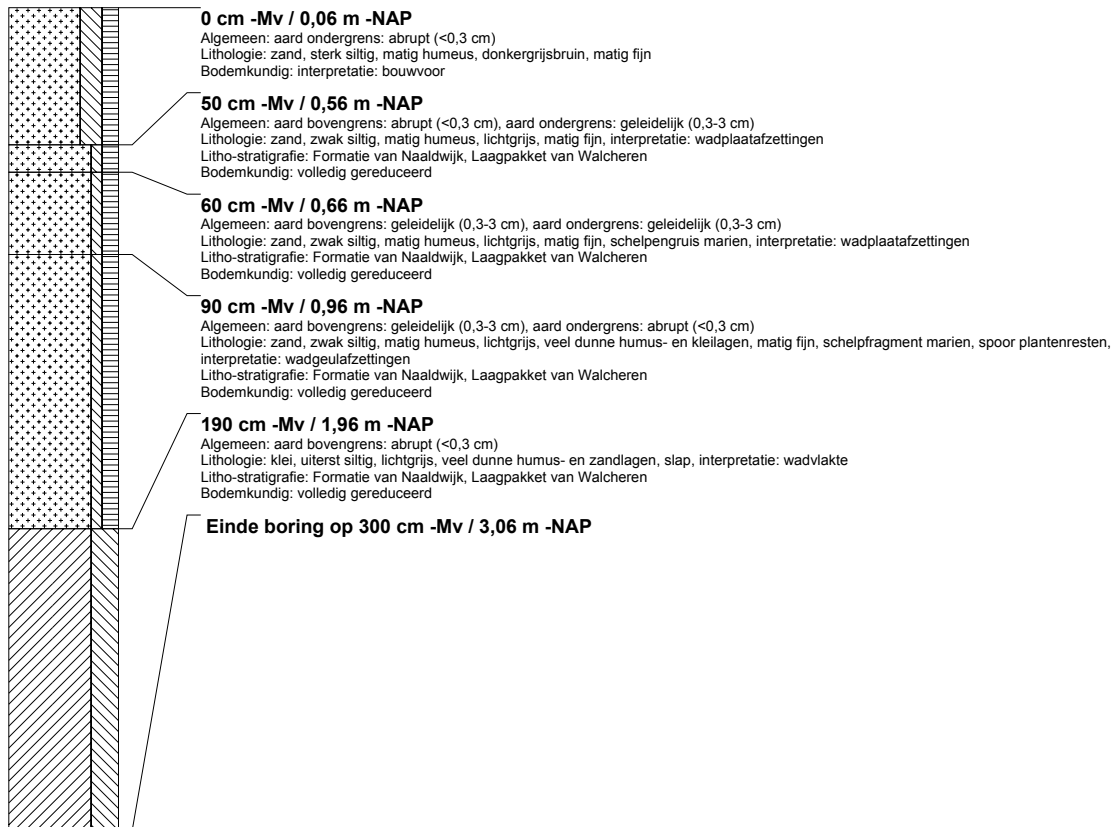 0 cm -Mv / 0,06 m -NAP
Algemeen: aard ondergrens: abrupt (<0,3 cm)
Lithologie: zand, sterk siltig, matig humeus, donkergrijsbruin, matig fijn
Bodemkundig: interpretatie: bouwvoor
50 cm -Mv / 0,56 m -NAP
Algemeen: aard bovengrens: abrupt (<0,3 cm), aard ondergrens: geleidelijk (0,3-3 cm)
Lithologie: zand, zwak siltig, matig humeus, lichtgrijs, matig fijn, interpretatie: wadplaatafzettingen
Litho-stratigrafie: Formatie van Naaldwijk, Laagpakket van Walcheren
Bodemkundig: volledig gereduceerd
60 cm -Mv / 0,66 m -NAP
Algemeen: aard bovengrens: geleidelijk (0,3-3 cm), aard ondergrens: geleidelijk (0,3-3 cm)
Lithologie: zand, zwak siltig, matig humeus, lichtgrijs, matig fijn, schelpengruis marien, interpretatie: wadplaatafzettingen
Litho-stratigrafie: Formatie van Naaldwijk, Laagpakket van Walcheren
Bodemkundig: volledig gereduceerd
90 cm -Mv / 0,96 m -NAP
Algemeen: aard bovengrens: geleidelijk (0,3-3 cm), aard ondergrens: abrupt (<0,3 cm)
Lithologie: zand, zwak siltig, matig humeus, lichtgrijs, veel dunne humus- en kleilagen, matig fijn, schelpfragment marien, spoor plantenresten,
interpretatie: wadgeulafzettingen
Litho-stratigrafie: Formatie van Naaldwijk, Laagpakket van Walcheren
Bodemkundig: volledig gereduceerd
190 cm -Mv / 1,96 m -NAP
Algemeen: aard bovengrens: abrupt (<0,3 cm)
Lithologie: klei, uiterst siltig, lichtgrijs, veel dunne humus- en zandlagen, slap, interpretatie: wadvlakte
Litho-stratigrafie: Formatie van Naaldwijk, Laagpakket van Walcheren
Bodemkundig: volledig gereduceerd
Einde boring op 300 cm -Mv / 3,06 m -NAP